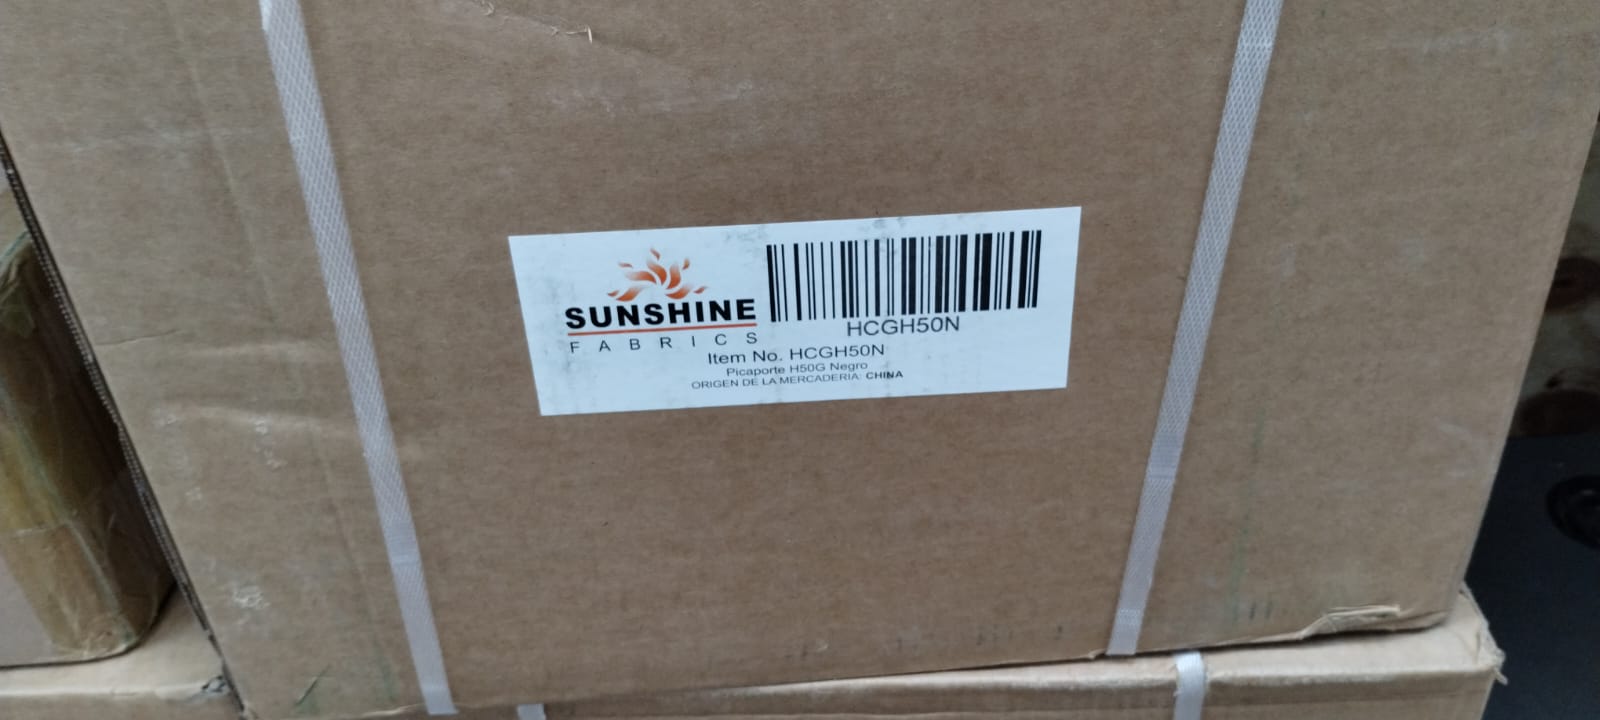 SUNSHINE
FABRICS
HCGH50N
Item No. HCGH50N
Picaporte H50G Negro
ORIGEN DE LA MERCADERIA: CHINA